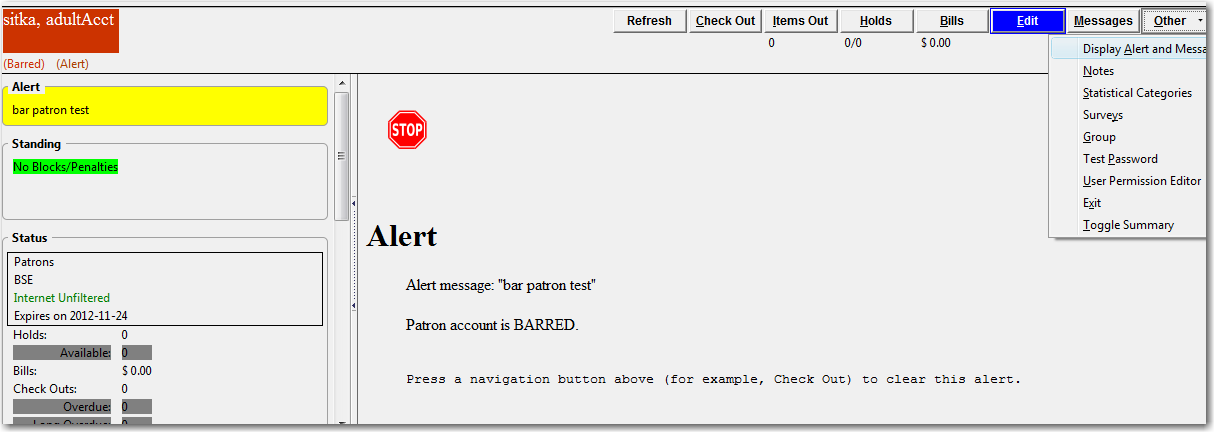 sitka, adultAcct
(Barred) (Alert)
Refresh Check Out Items Out Holds Bills Edit Messages Other
0 0/0 $ 0.00
Display Alert and Messa
Notes
Statistical Categories
Surveys
Group
Test Password
User Permission Editor
Exit
Toggle Summary
Alert
bar patron test
Standing
No Blocks/Penalties
Status
Patrons
BSE
Internet Unfiltered
Expires on 2012-11-24
Holds: 0
Available: 0
Bills: $ 0.00
Check Outs: 0
Overdue: 0
Long Overdue: 0
STOP
Alert
Alert message: "bar patron test"
Patron account is BARRED.
Press a navigation button above (for example, Check Out) to clear this alert.